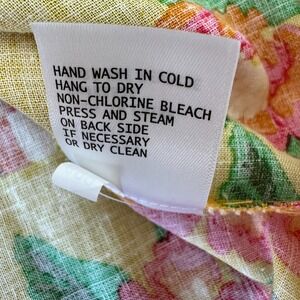 HAND WASH IN COLD
HANG TO DRY
NON-CHLORINE BLEACH
PRESS AND STEAM
ON BACK SIDE
IF NECESSARY
OR DRY CLEAN